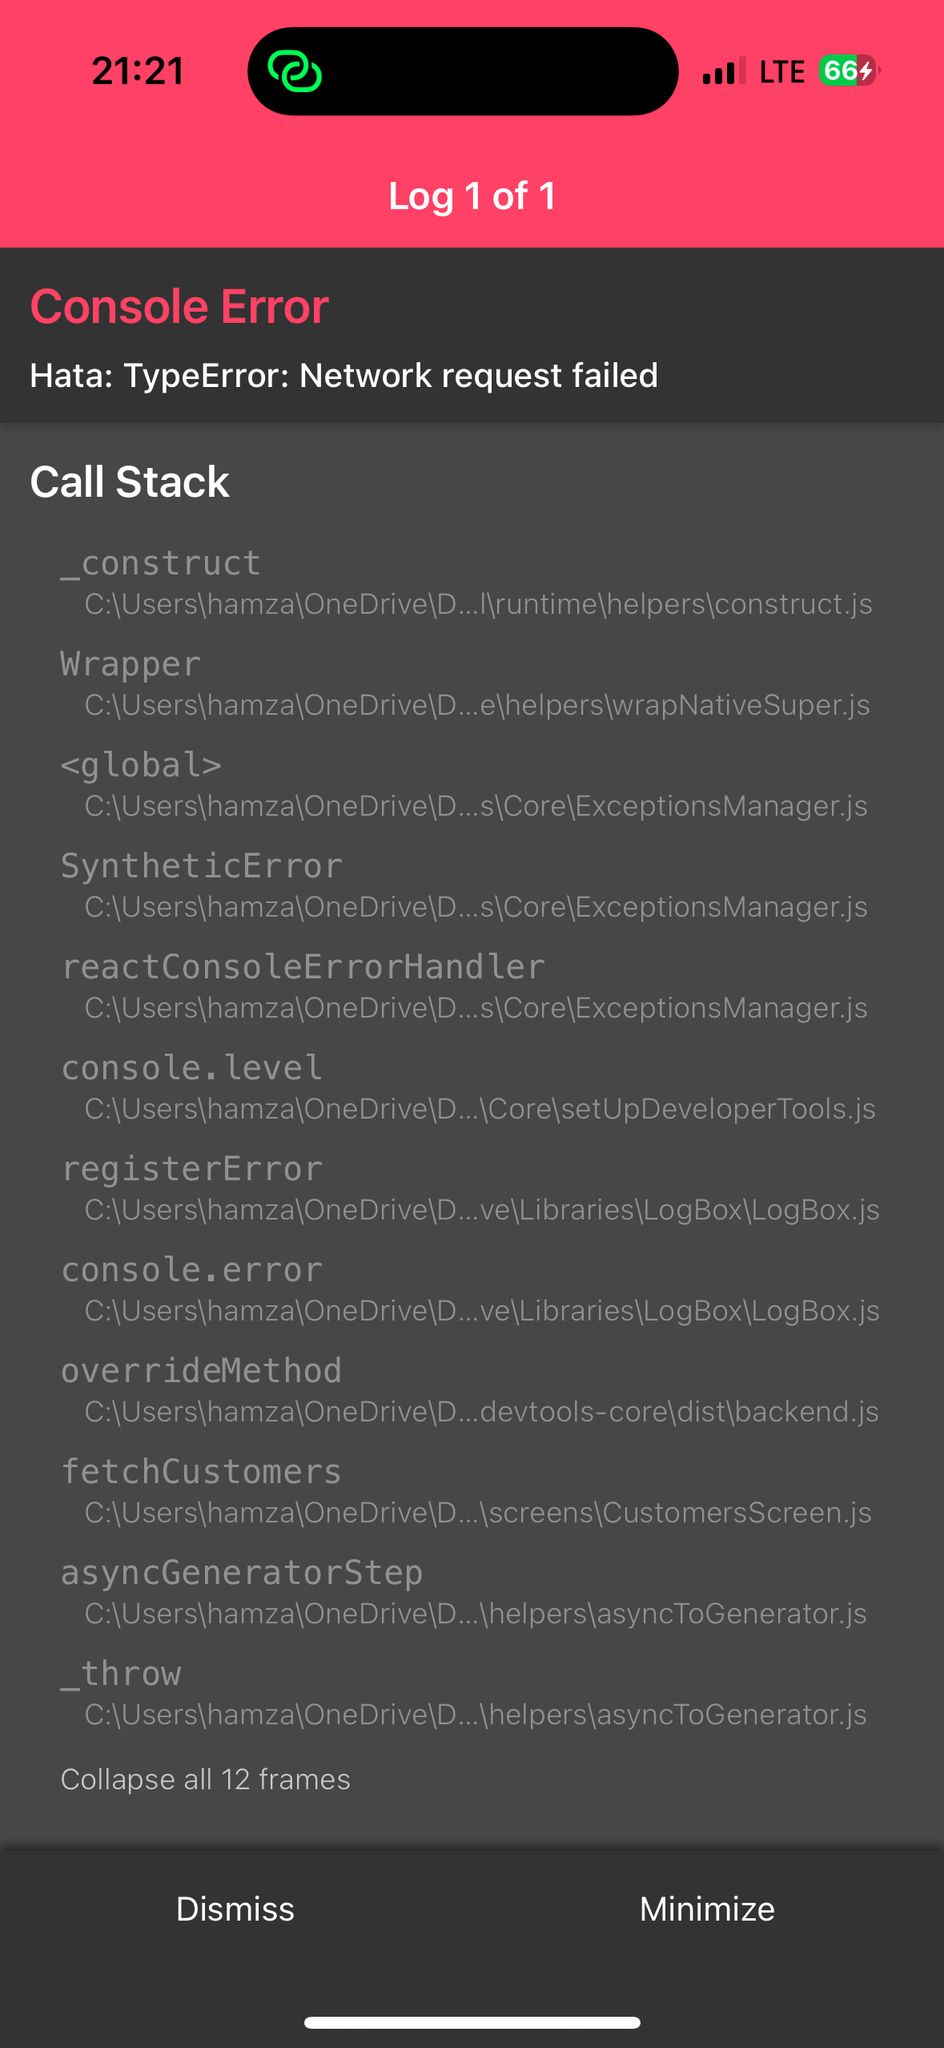 21:21
LTE
66
Log 1 of 1
Console Error
Hata: TypeError: Network request failed
Call Stack
_construct
C:\Users\hamza\OneDrive\D...l\runtime\helpers\construct.js
Wrapper
C:\Users\hamza\OneDrive\D...e\helpers\wrapNativeSuper.js
<global>
C:\Users\hamza\OneDrive\D...s\Core\ExceptionsManager.js
SyntheticError
C:\Users\hamza\OneDrive\D...s\Core\ExceptionsManager.js
reactConsoleErrorHandler
C:\Users\hamza\OneDrive\D...s\Core\ExceptionsManager.js
console.level
C:\Users\hamza\OneDrive\D...\Core\setUpDeveloperTools.js
registerError
C:\Users\hamza\OneDrive\D...ve\Libraries\LogBox\LogBox.js
console.error
C:\Users\hamza\OneDrive\D...ve\Libraries\LogBox\LogBox.js
overrideMethod
C:\Users\hamza\OneDrive\D...devtools-core\dist\backend.js
fetchCustomers
C:\Users\hamza\OneDrive\D...\screens\CustomersScreen.js
asyncGeneratorStep
C:\Users\hamza\OneDrive\D...\helpers\asyncToGenerator.js
_throw
C:\Users\hamza\OneDrive\D...\helpers\asyncToGenerator.js
Collapse all 12 frames
Dismiss
Minimize